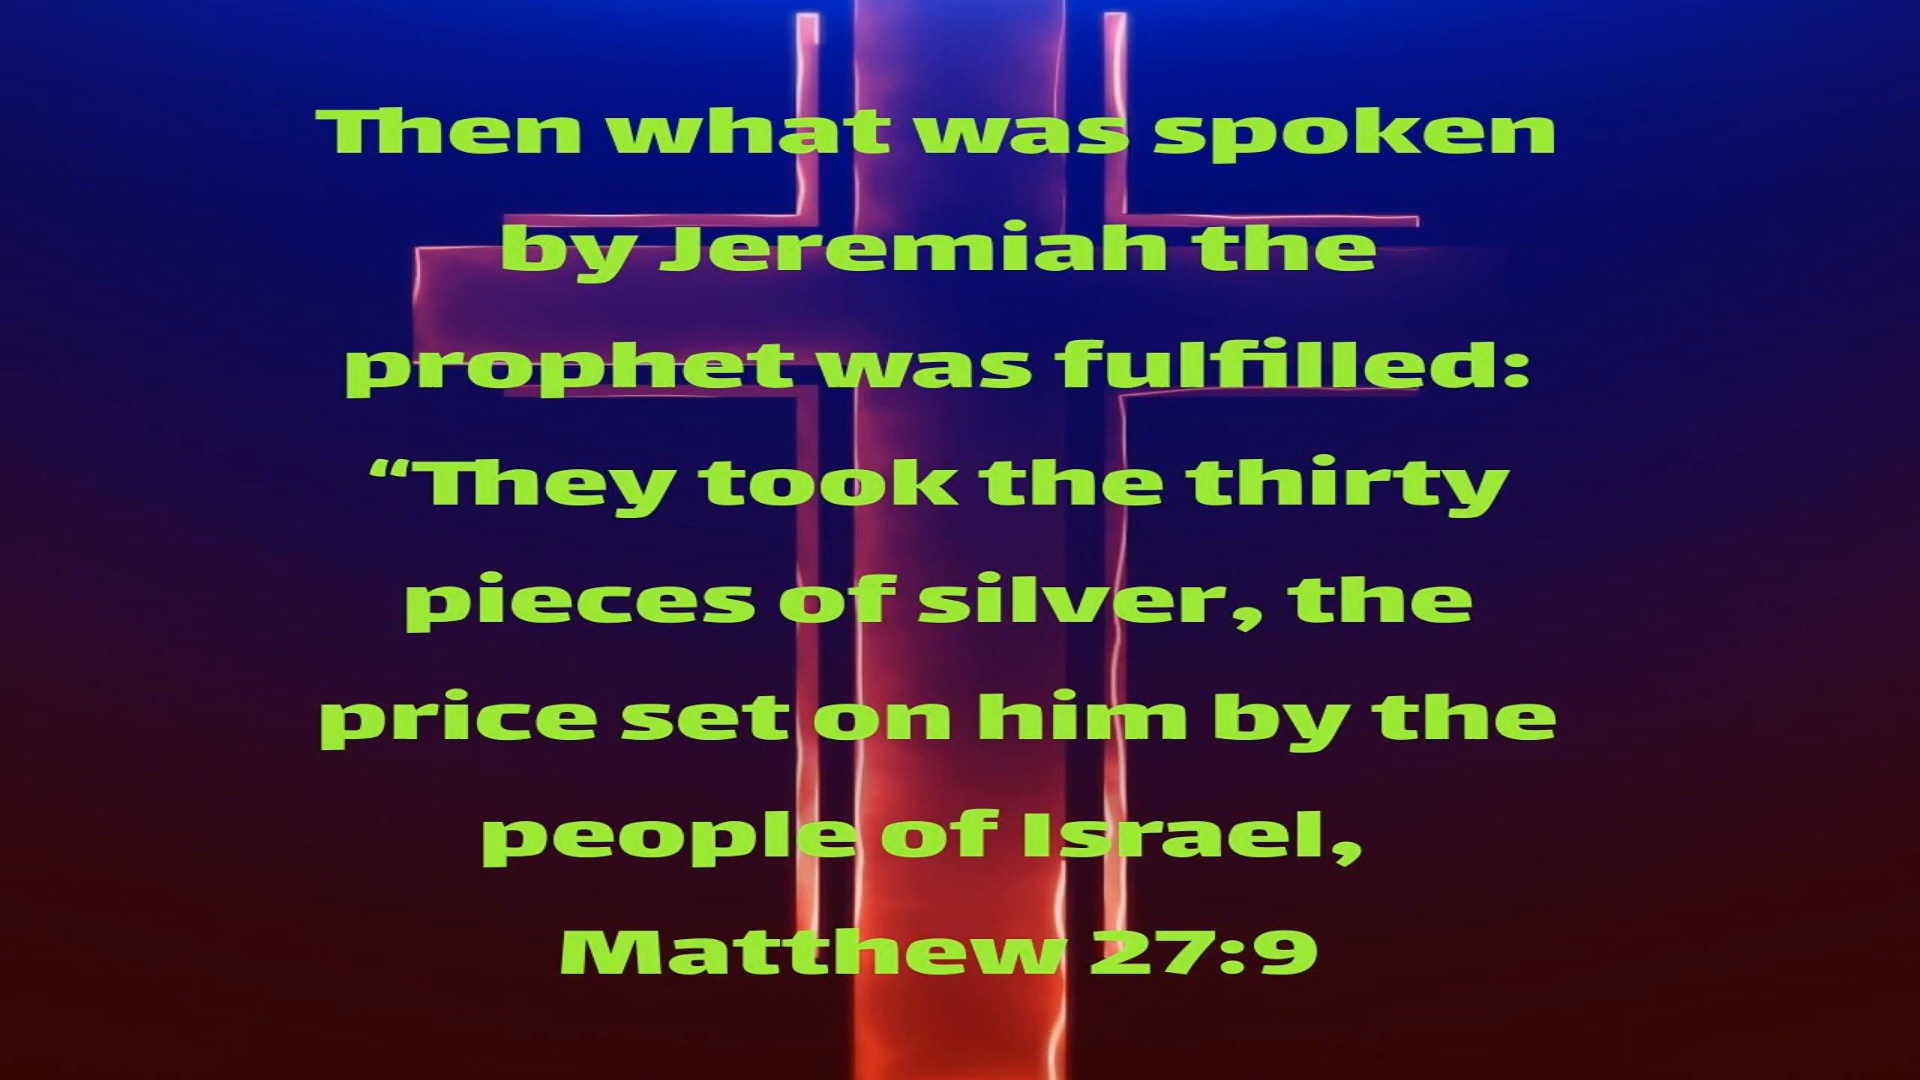 Then what was spoken
by Jeremiah the
prophet was fulfilled:
“They took the thirty
pieces of silver, the
price set on him by the
people of Israel,
Matthew 27:9